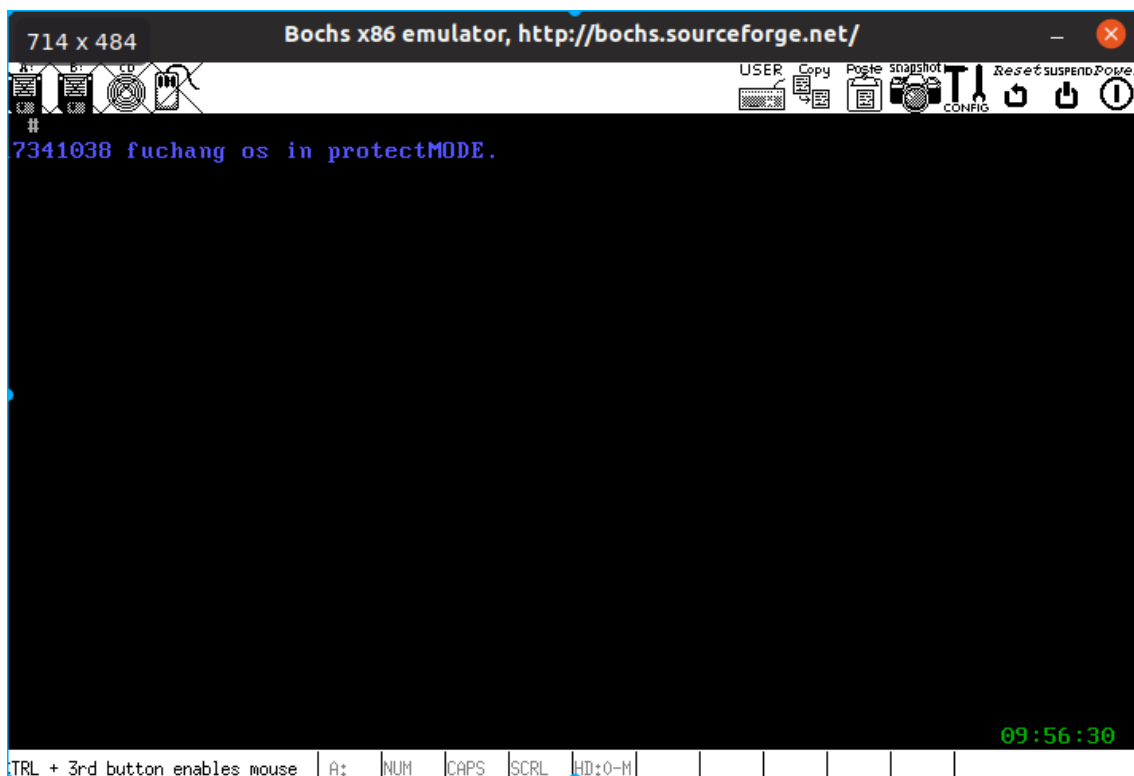 714 x 484
Bochs x86 emulator, http://bochs.sourceforge.net/
A: B: CD USER Copy Paste snapshot CONFIG Reset SUSPEND Power
#
7341038 fuchang os in protectMODE.
09:56:30
TRL + 3rd button enables mouse A: NUM CAPS SCRL HD:0-M